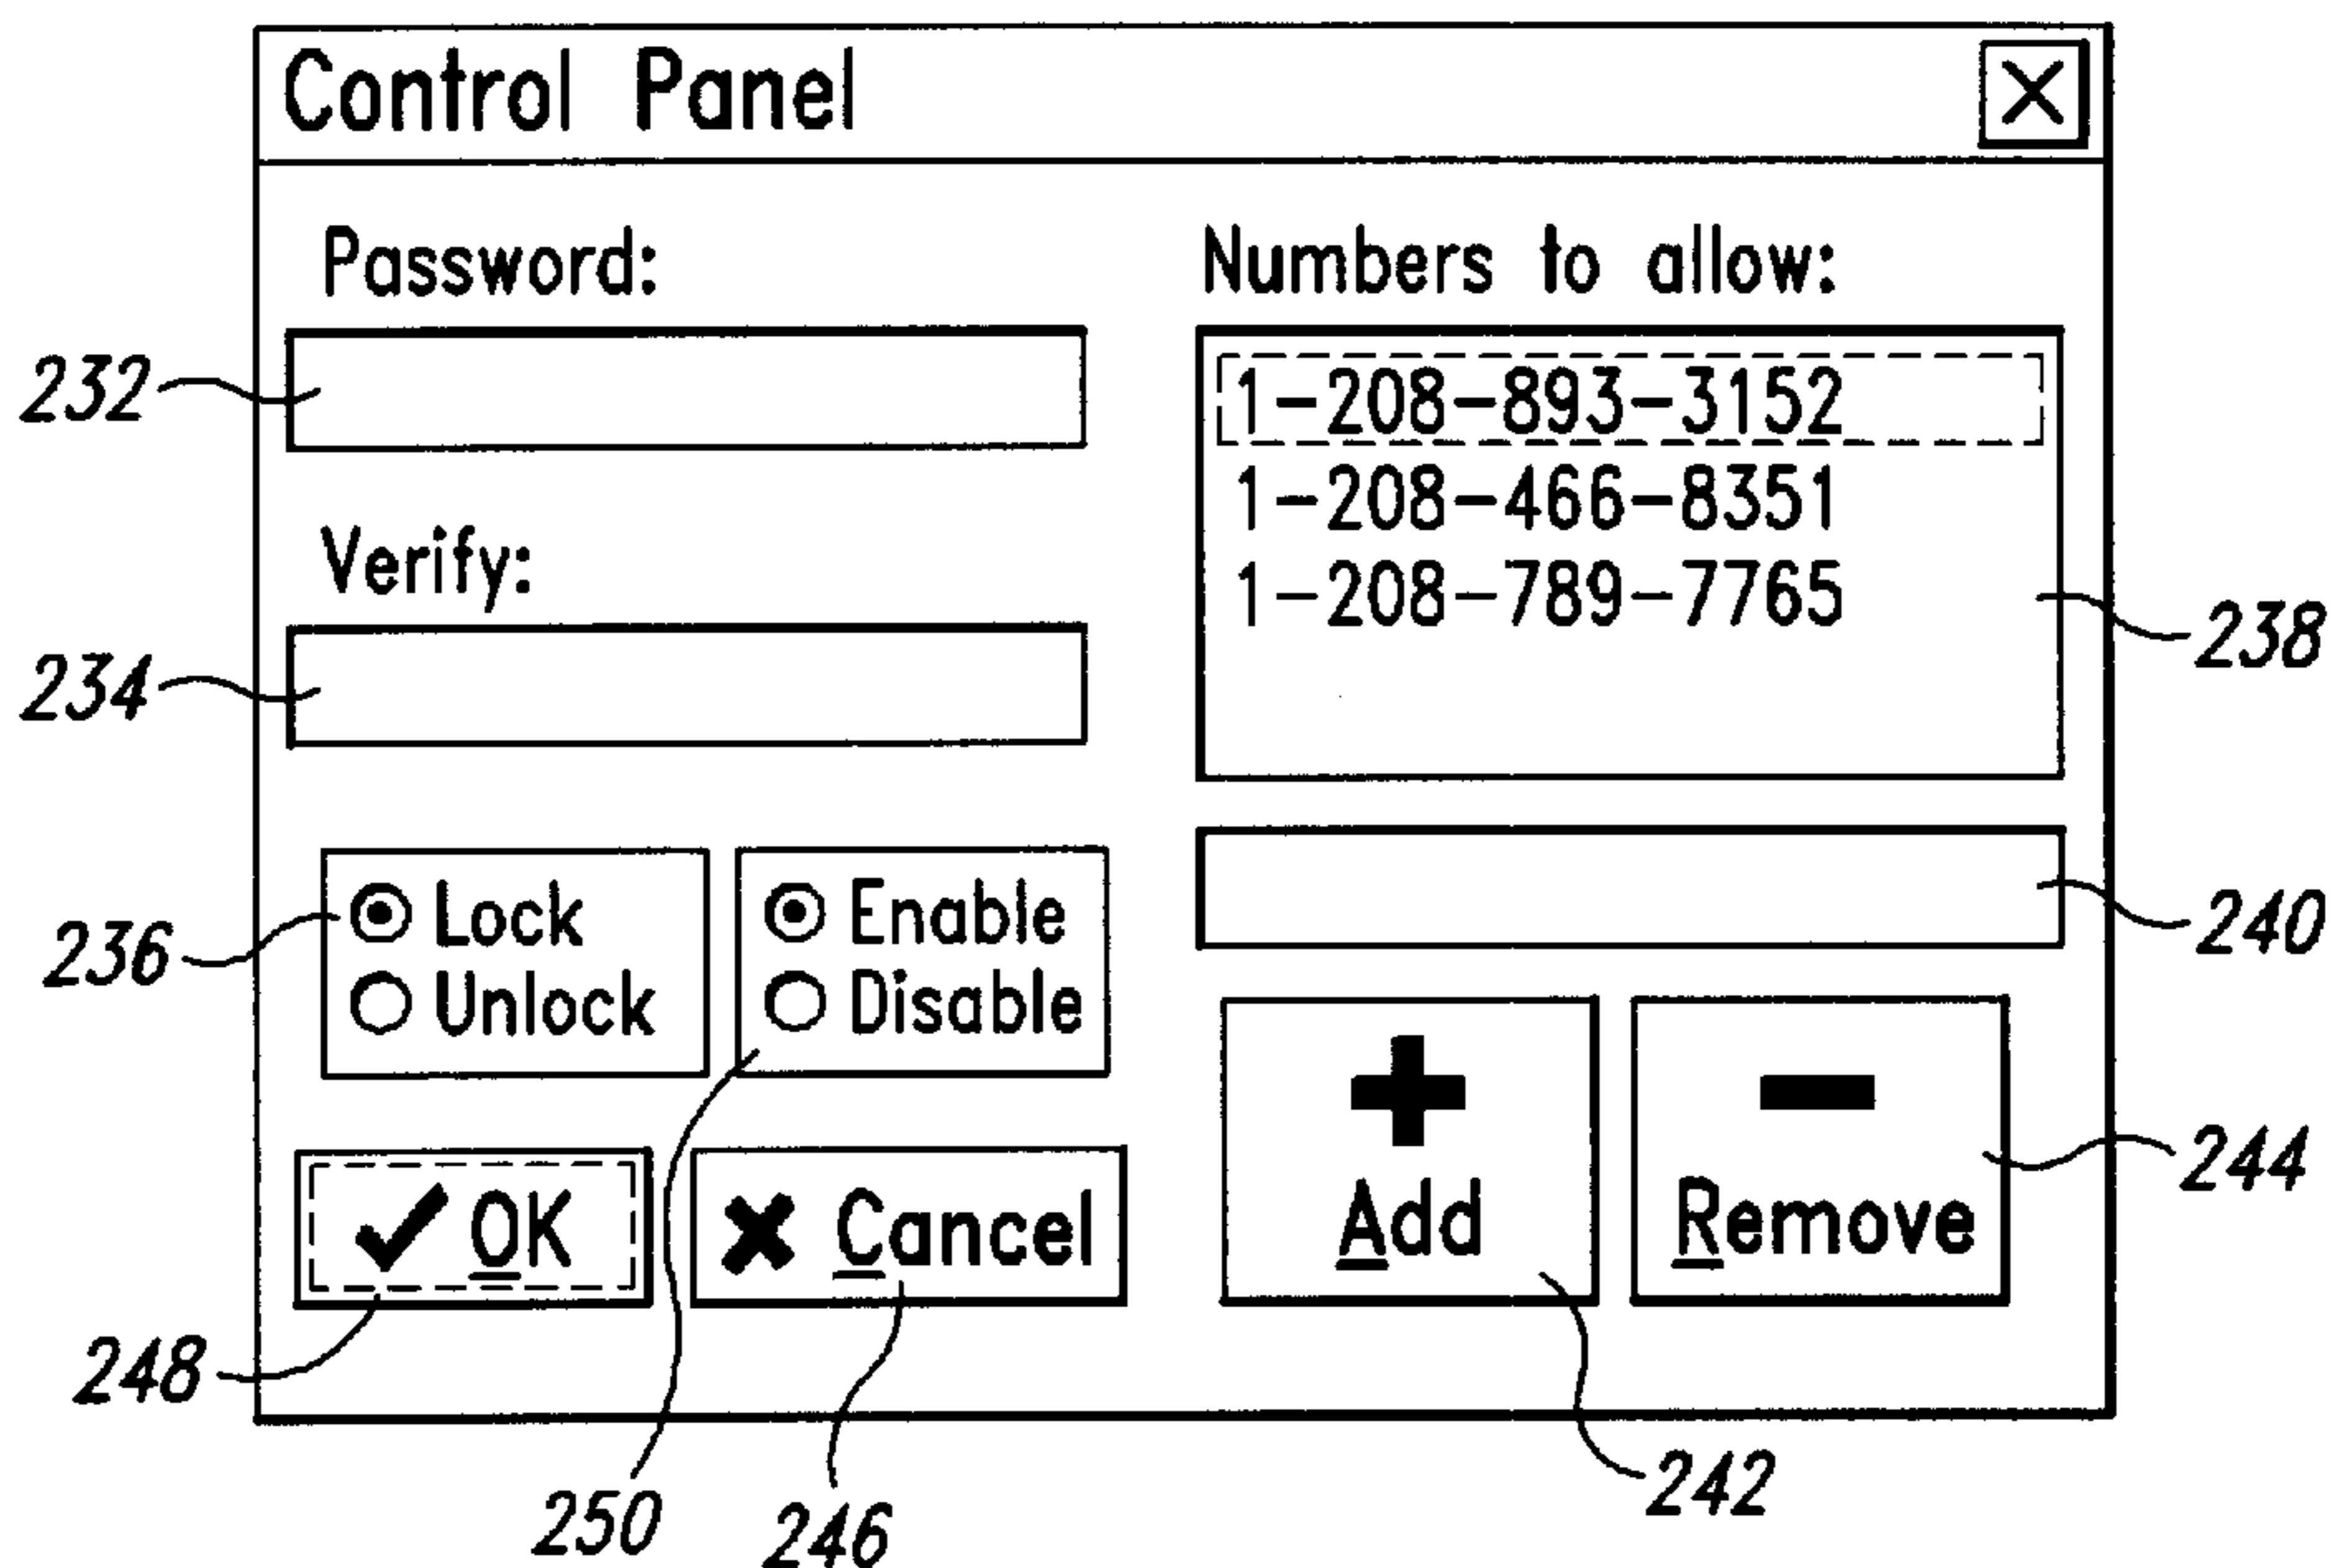 Control Panel
Password:
232
Verify:
234
Numbers to allow:
1-208-893-3152
1-208-466-8351
1-208-789-7765
238
240
236
Lock
Unlock
Enable
Disable
250
OK
248
Cancel
246
Add
242
Remove
244